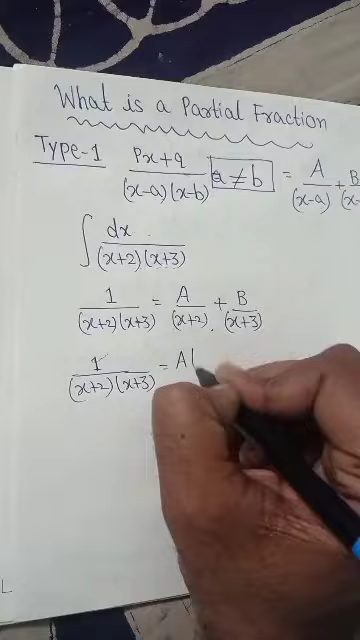 What is a Partial Fraction
Type-1 Px+q/(x-a)(x-b) a≠b = A/(x-a) + B/(x-
∫ dx/(x+2)(x+3)
1/(x+2)(x+3) = A/(x+2) + B/(x+3)
1/(x+2)(x+3) = A(
L